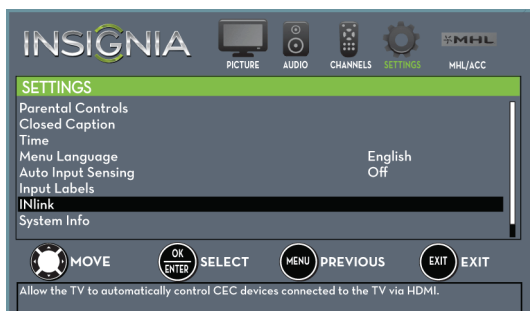 INSIGNIA
PICTURE AUDIO CHANNELS SETTINGS MHL MHL/ACC
SETTINGS
Parental Controls
Closed Caption
Time
Menu Language English
Auto Input Sensing Off
Input Labels
INlink
System Info
MOVE OK ENTER SELECT MENU PREVIOUS EXIT EXIT
Allow the TV to automatically control CEC devices connected to the TV via HDMI.